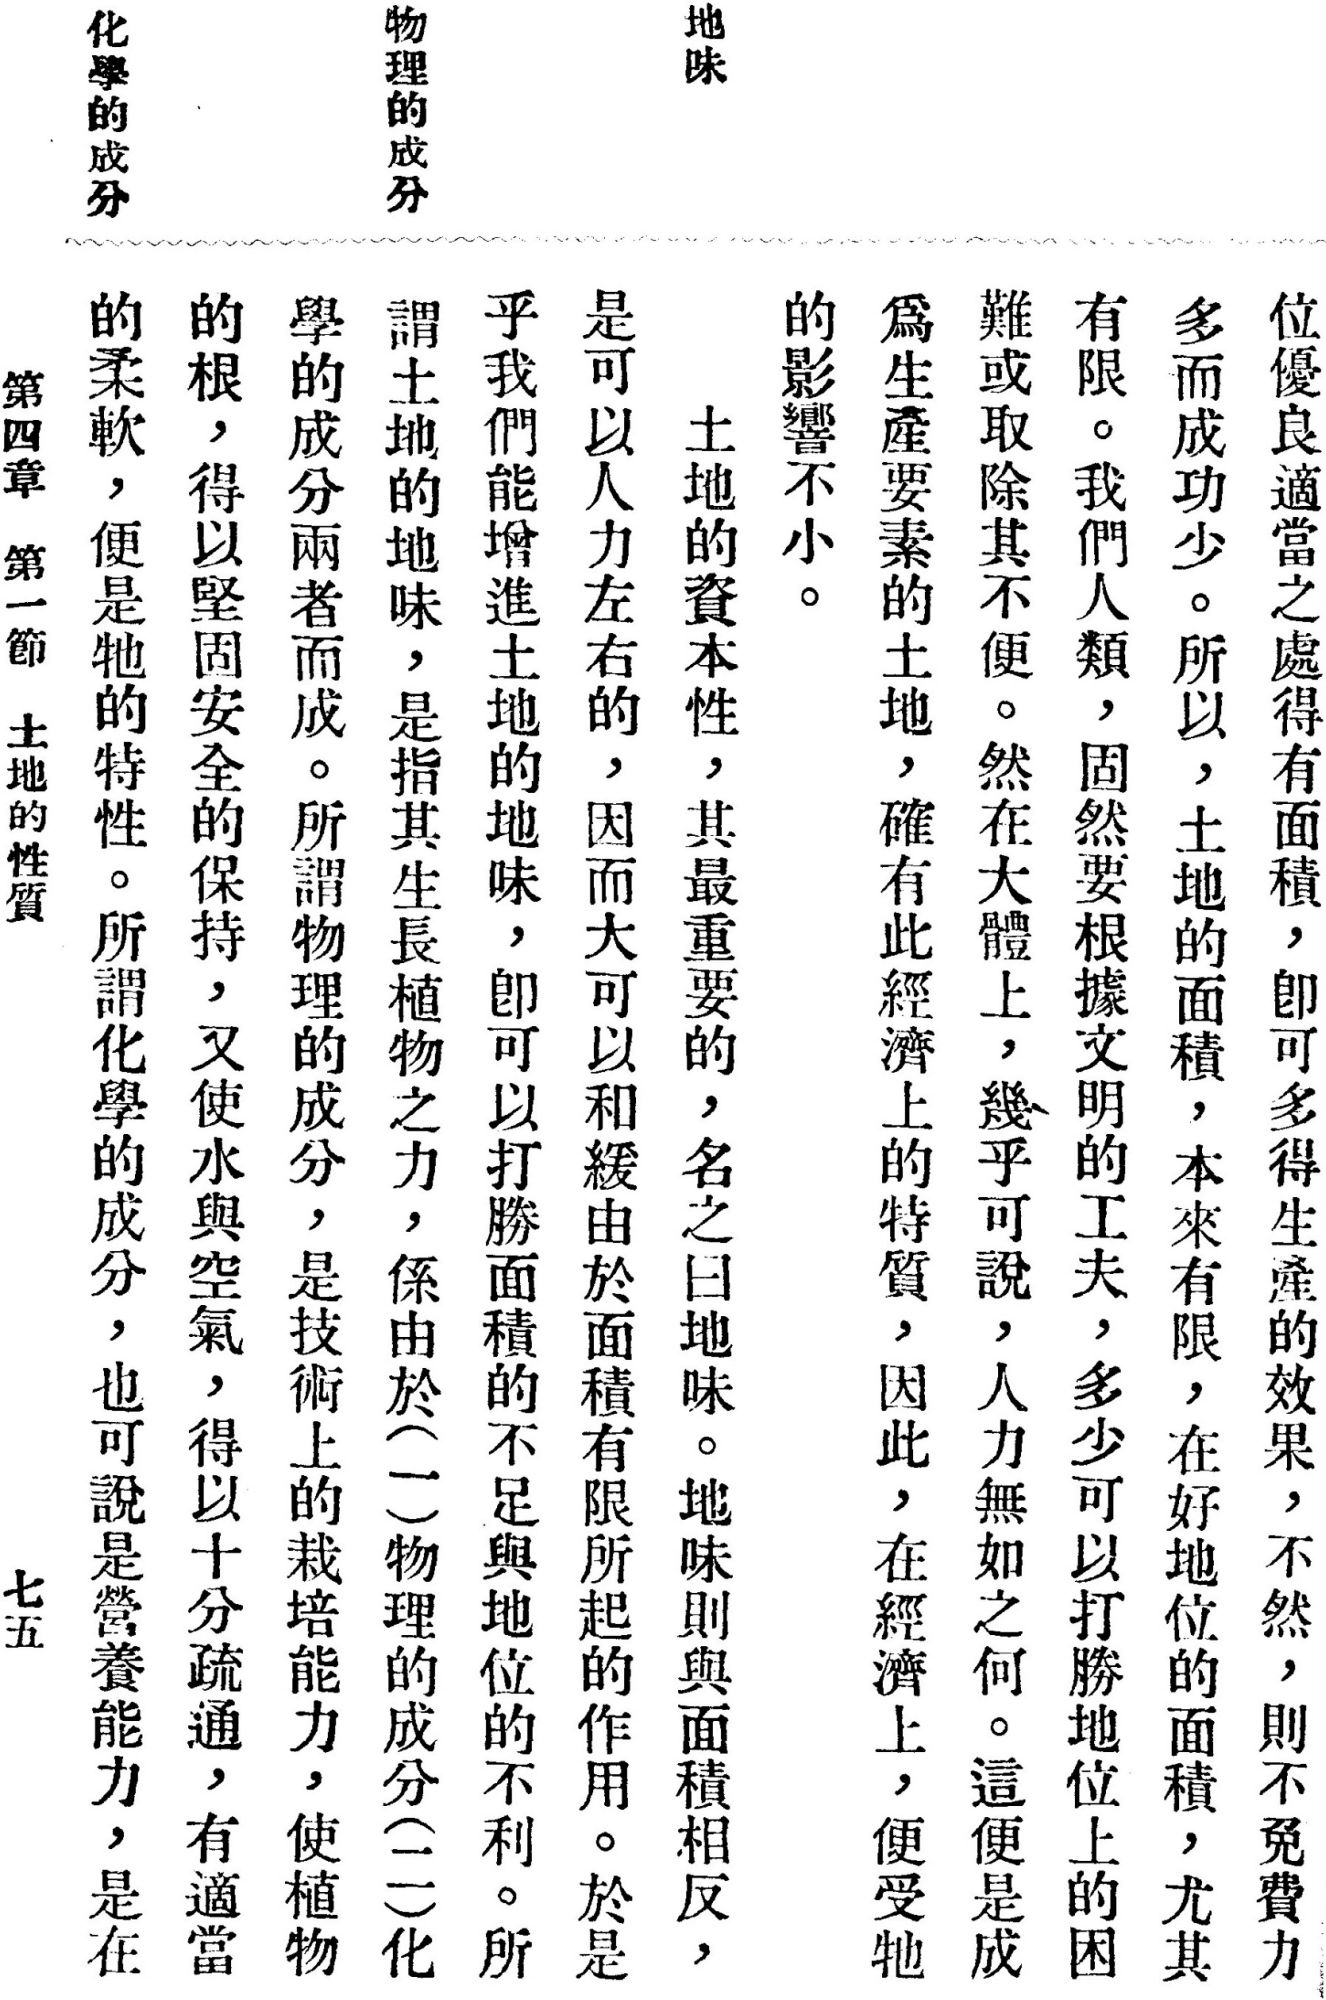 地味
物理的成分
化學的成分
位優良適當之處得有面積，卽可多得生產的效果，不然，則不免費力
多而成功少。所以，土地的面積，本來有限，在好地位的面積，尤其
有限。我們人類，固然要根據文明的工夫，多少可以打勝地位上的困
難或取除其不便。然在大體上，幾乎可說，人力無如之何。這便是成
爲生產要素的土地，確有此經濟上的特質，因此，在經濟上，便受牠
的影響不小。
土地的資本性，其最重要的，名之曰地味。地味則與面積相反，
是可以人力左右的，因而大可以和緩由於面積有限所起的作用。於是
乎我們能增進土地的地味，卽可以打勝面積的不足與地位的不利。所
謂土地的地味，是指其生長植物之力，係由於（一）物理的成分（二）化
學的成分兩者而成。所謂物理的成分，是技術上的栽培能力，使植物
的根，得以堅固安全的保持，又使水與空氣，得以十分疏通，有適當
的柔軟，便是牠的特性。所謂化學的成分，也可說是營養能力，是在
第四章　第一節　土地的性質
七五